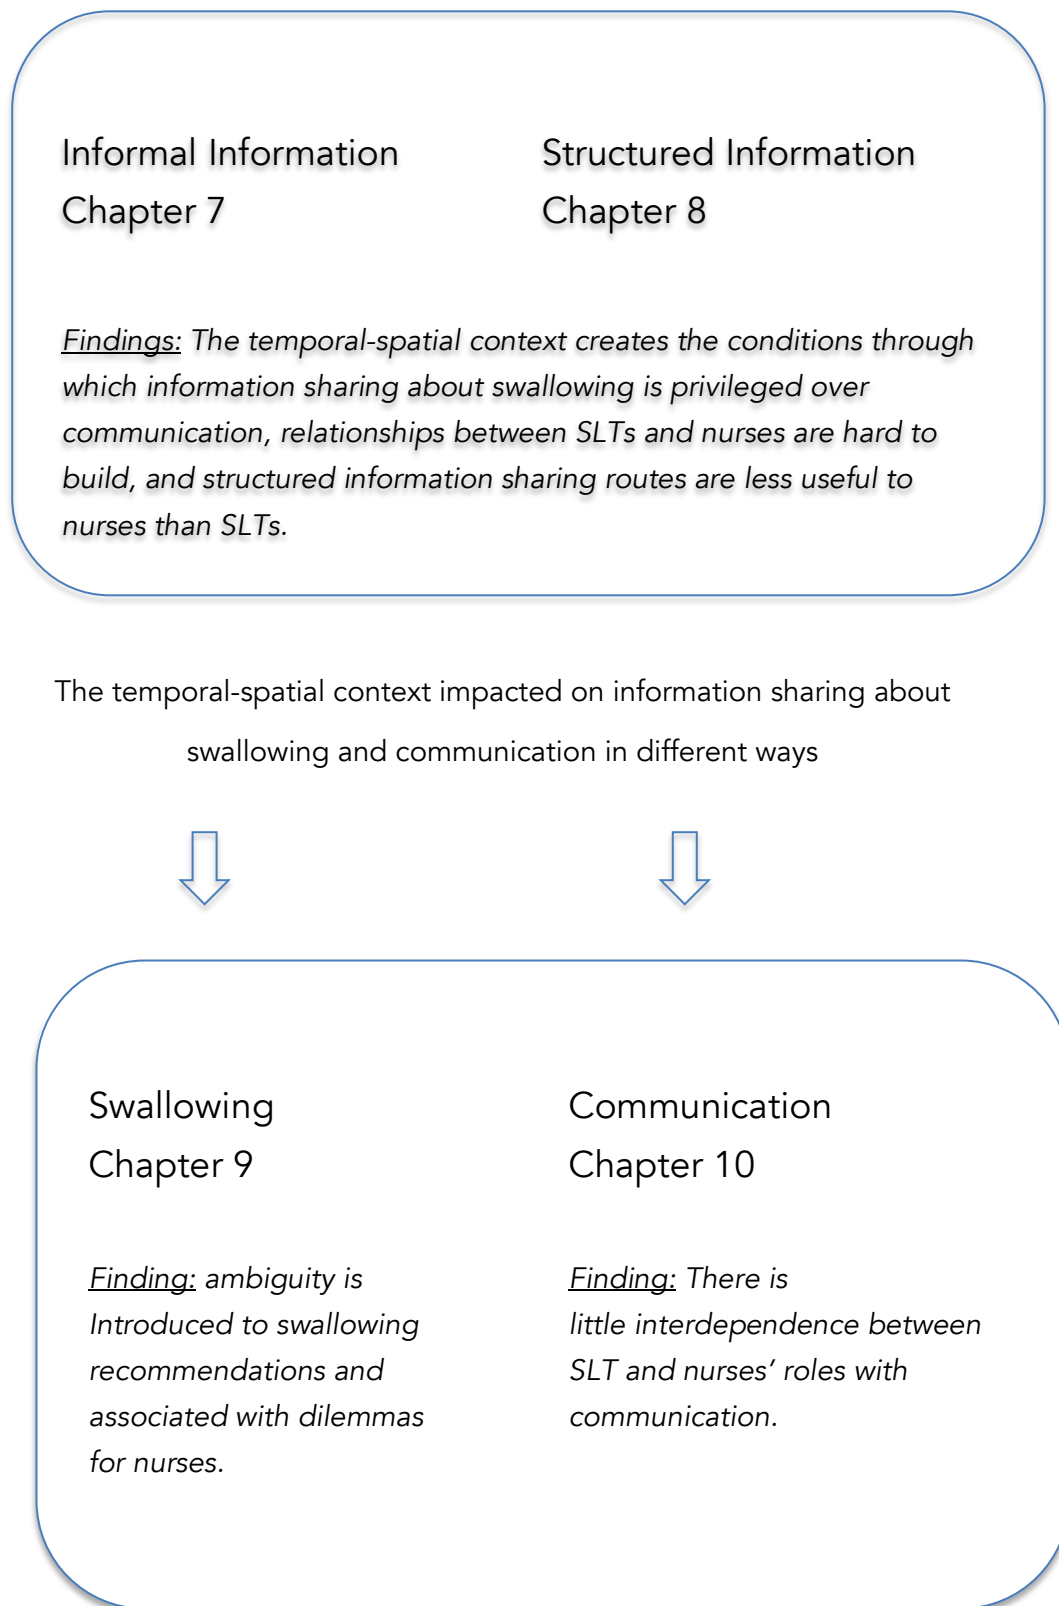 Informal Information
Chapter 7
Structured Information
Chapter 8
Findings: The temporal-spatial context creates the conditions through
which information sharing about swallowing is privileged over
communication, relationships between SLTs and nurses are hard to
build, and structured information sharing routes are less useful to
nurses than SLTs.
The temporal-spatial context impacted on information sharing about
swallowing and communication in different ways
Swallowing
Chapter 9
Finding: ambiguity is
Introduced to swallowing
recommendations and
associated with dilemmas
for nurses.
Communication
Chapter 10
Finding: There is
little interdependence between
SLT and nurses’ roles with
communication.